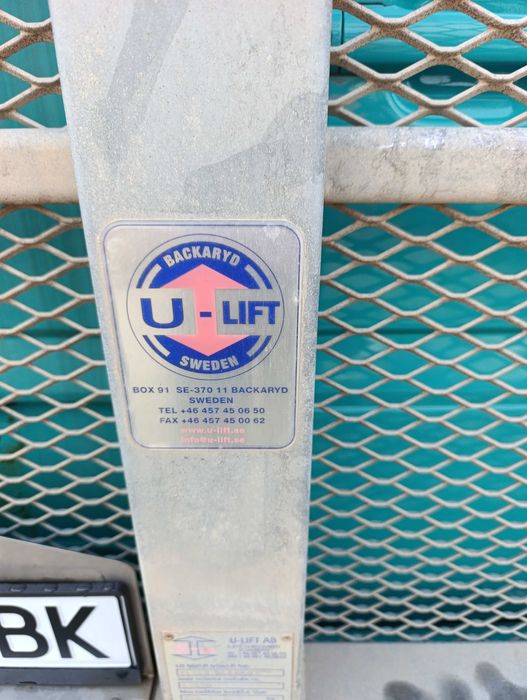 BACKARYD
U - LIFT
SWEDEN
BOX 91 SE-370 11 BACKARYD
SWEDEN
TEL +46 457 45 06 50
FAX +46 457 45 00 62
www.u-lift.se
info@u-lift.se
BK
U-LIFT AB